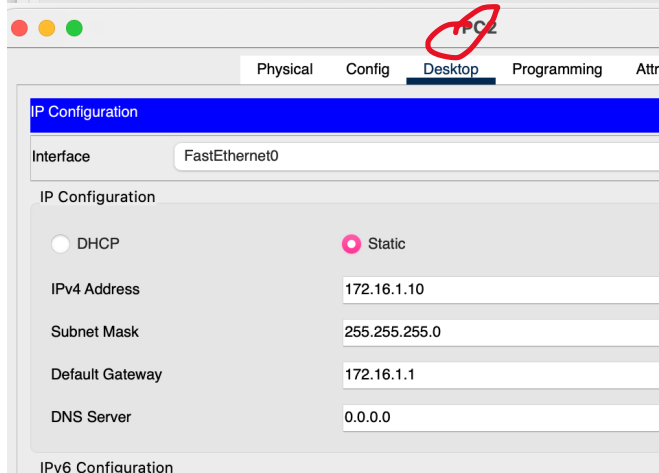 PC2
Physical Config Desktop Programming
IP Configuration
Interface FastEthernet0
IP Configuration
DHCP Static
IPv4 Address 172.16.1.10
Subnet Mask 255.255.255.0
Default Gateway 172.16.1.1
DNS Server 0.0.0.0
IPv6 Configuration